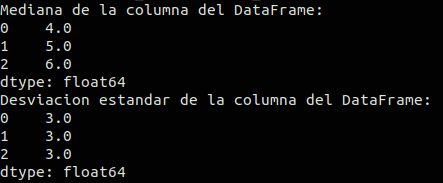 Mediana de la columna del DataFrame:
0    4.0
1    5.0
2    6.0
dtype: float64
Desviacion estandar de la columna del DataFrame:
0    3.0
1    3.0
2    3.0
dtype: float64